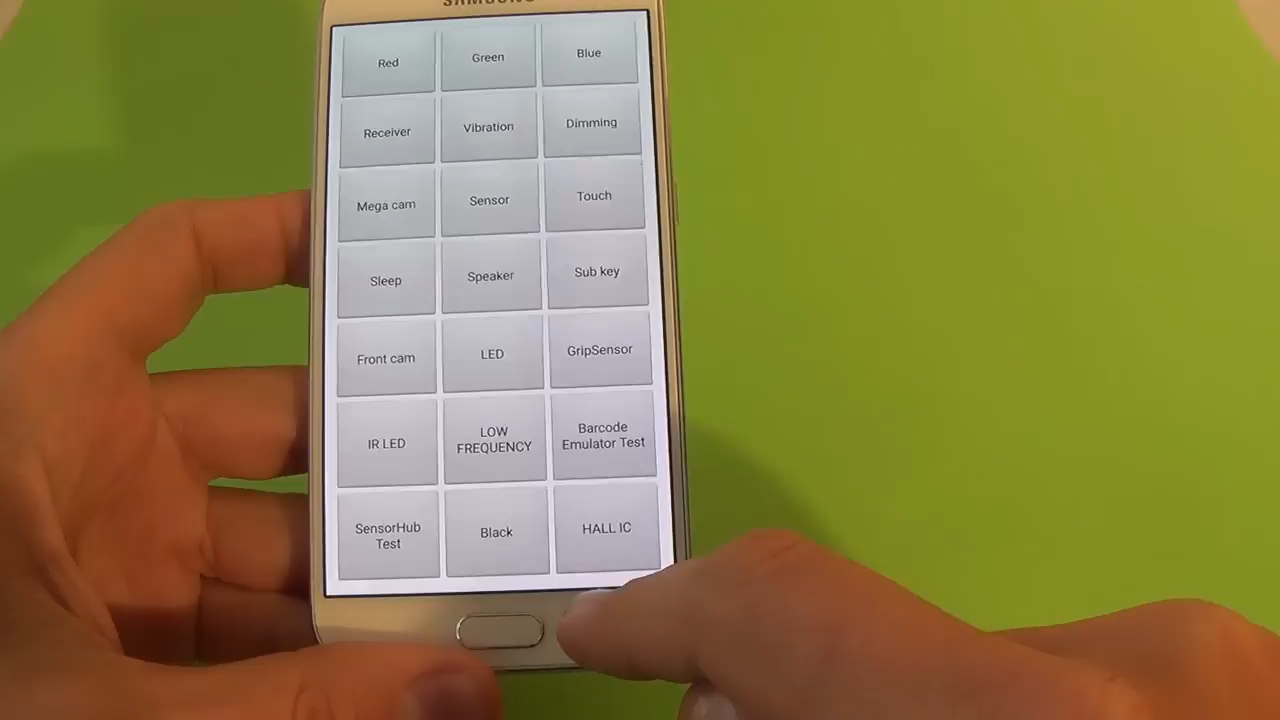 SAMSUNG
Red
Green
Blue
Receiver
Vibration
Dimming
Mega cam
Sensor
Touch
Sleep
Speaker
Sub key
Front cam
LED
GripSensor
IR LED
LOW
FREQUENCY
Barcode
Emulator Test
SensorHub
Test
Black
HALL IC